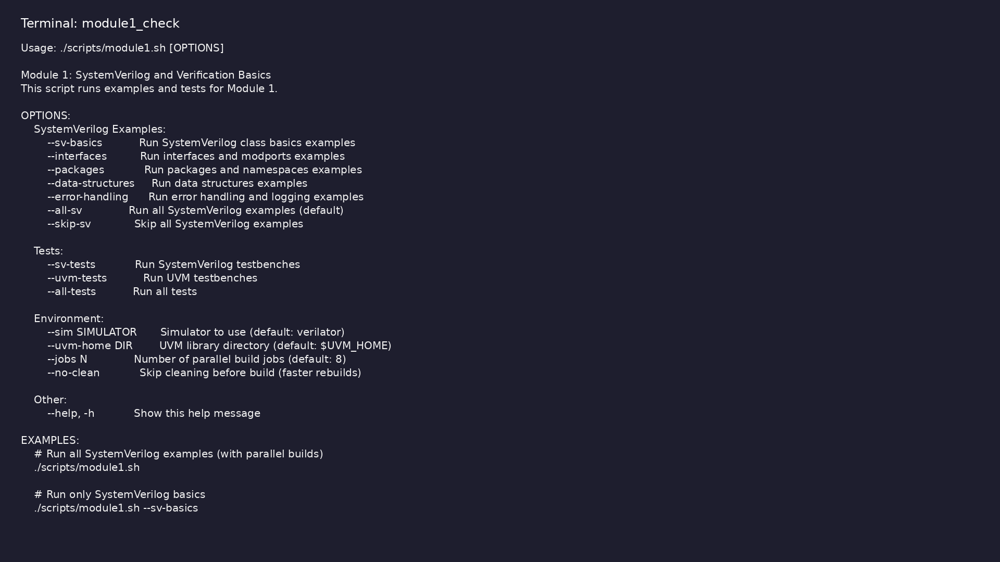 Terminal: module1_check
Usage: ./scripts/module1.sh [OPTIONS]
Module 1: SystemVerilog and Verification Basics
This script runs examples and tests for Module 1.
OPTIONS:
SystemVerilog Examples:
--sv-basics Run SystemVerilog class basics examples
--interfaces Run interfaces and modports examples
--packages Run packages and namespaces examples
--data-structures Run data structures examples
--error-handling Run error handling and logging examples
--all-sv Run all SystemVerilog examples (default)
--skip-sv Skip all SystemVerilog examples
Tests:
--sv-tests Run SystemVerilog testbenches
--uvm-tests Run UVM testbenches
--all-tests Run all tests
Environment:
--sim SIMULATOR Simulator to use (default: verilator)
--uvm-home DIR UVM library directory (default: $UVM_HOME)
--jobs N Number of parallel build jobs (default: 8)
--no-clean Skip cleaning before build (faster rebuilds)
Other:
--help, -h Show this help message
EXAMPLES:
# Run all SystemVerilog examples (with parallel builds)
./scripts/module1.sh
# Run only SystemVerilog basics
./scripts/module1.sh --sv-basics